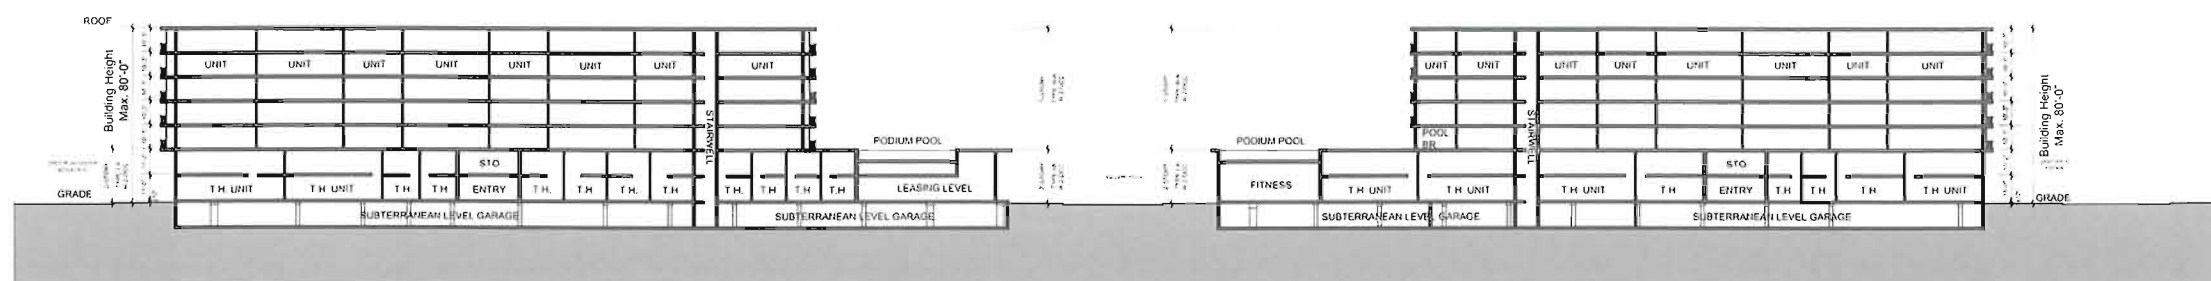 ROOF
Building Height
Max. 80'-0"
GRADE
UNIT UNIT UNIT UNIT UNIT UNIT UNIT UNIT
STAIRWELL
PODIUM POOL
STO
T.H. UNIT T.H. UNIT T.H. T.H. ENTRY T.H. T.H. T.H. T.H. T.H. T.H. T.H. T.H. LEASING LEVEL
SUBTERRANEAN LEVEL GARAGE SUBTERRANEAN LEVEL GARAGE
UNIT UNIT UNIT UNIT UNIT UNIT UNIT UNIT
STAIRWELL
PODIUM POOL
POOL
BR
STO
FITNESS T.H. UNIT T.H. UNIT T.H. UNIT T.H. ENTRY T.H. T.H. T.H. T.H. UNIT
SUBTERRANEAN LEVEL GARAGE SUBTERRANEAN LEVEL GARAGE
Building Height
Max. 80'-0"
GRADE